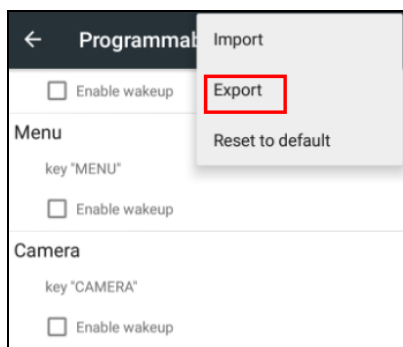 Programmab
Import
Enable wakeup
Export
Menu
Reset to default
key "MENU"
Enable wakeup
Camera
key "CAMERA"
Enable wakeup